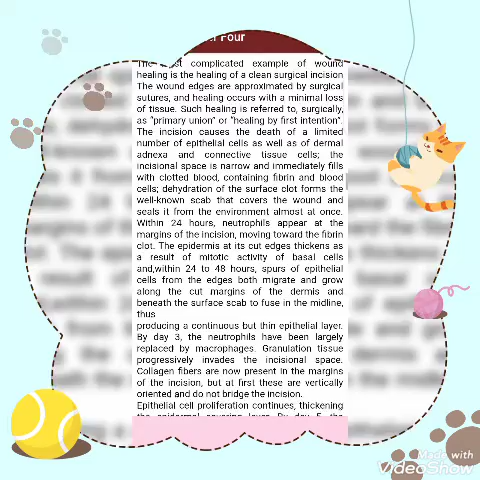 Four
The complicated example of wound
healing is the healing of a clean surgical incision
The wound edges are approximated by surgical
sutures, and healing occurs with a minimal loss
of tissue. Such healing is referred to, surgically,
as "primary union" or "healing by first intention".
The incision causes the death of a limited
number of epithelial cells as well as of dermal
adnexa and connective tissue cells; the
incisional space is narrow and immediately fills
with clotted blood, containing fibrin and blood
cells; dehydration of the surface clot forms the
well-known scab that covers the wound and
seals it from the environment almost at once.
Within 24 hours, neutrophils appear at the
margins of the incision, moving toward the fibrin
clot. The epidermis at its cut edges thickens as
a result of mitotic activity of basal cells
and,within 24 to 48 hours, spurs of epithelial
cells from the edges both migrate and grow
along the cut margins of the dermis and
beneath the surface scab to fuse in the midline,
thus
producing a continuous but thin epithelial layer.
By day 3, the neutrophils have been largely
replaced by macrophages. Granulation tissue
progressively invades the incisional space.
Collagen fibers are now present in the margins
of the incision, but at first these are vertically
oriented and do not bridge the incision.
Epithelial cell proliferation continues, thickening
the epidermal covering layer. By day 5, the
Made with
VideoShow